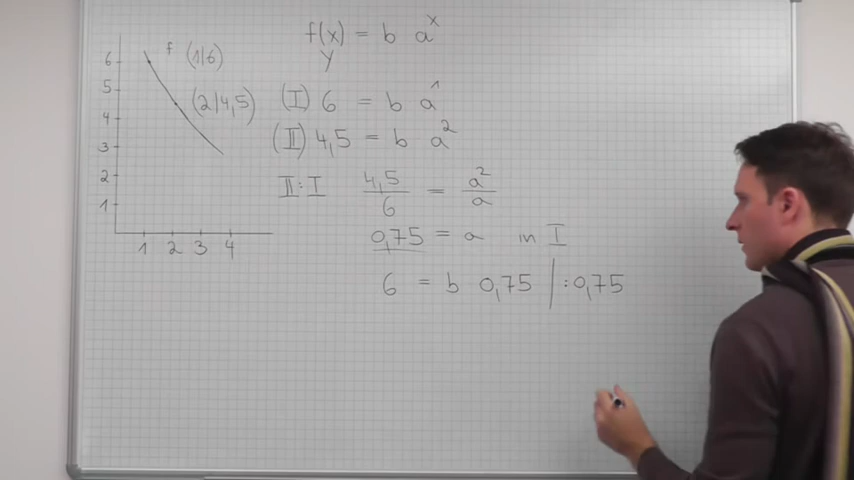 f(x) = b a^x
y
6 f (1|6)
5 (2|4,5)
4
3
2
1
1 2 3 4
(I) 6 = b a^1
(II) 4,5 = b a^2
II : I 4,5/6 = a^2/a
0,75 = a in I
6 = b 0,75 | :0,75